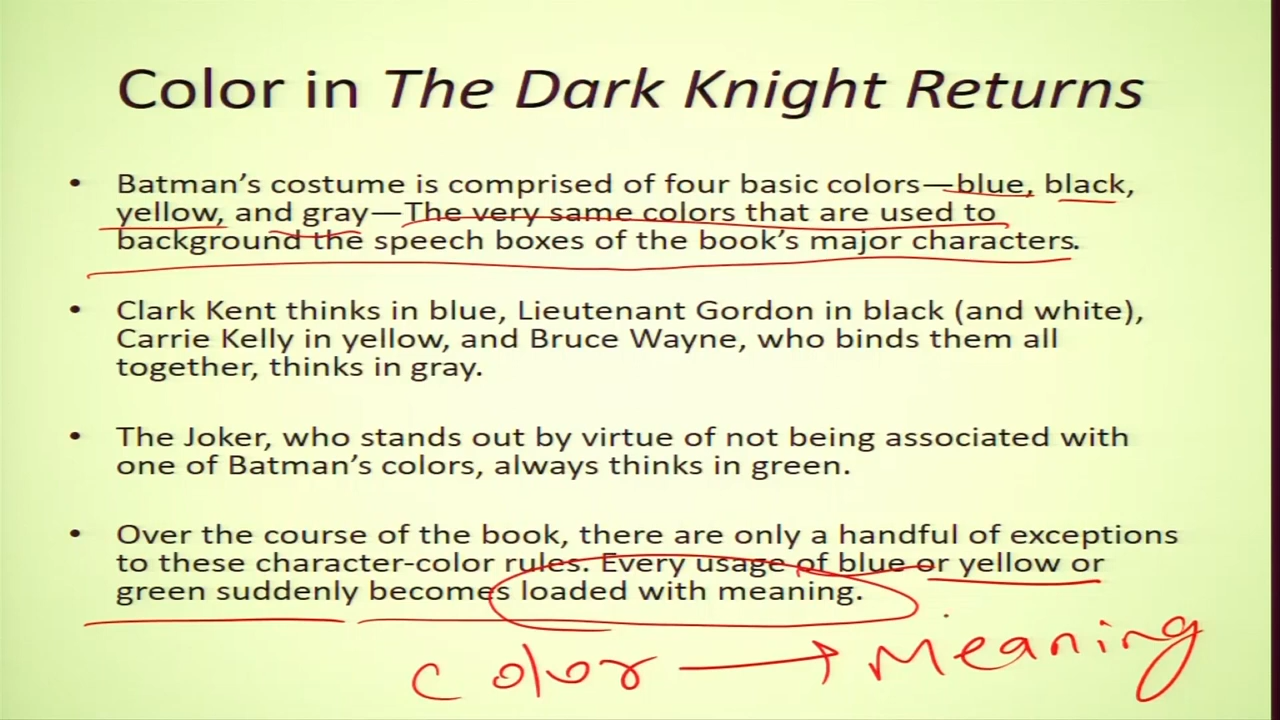 Color in The Dark Knight Returns
• Batman's costume is comprised of four basic colors—blue, black,
yellow, and gray—The very same colors that are used to
background the speech boxes of the book's major characters.
• Clark Kent thinks in blue, Lieutenant Gordon in black (and white),
Carrie Kelly in yellow, and Bruce Wayne, who binds them all
together, thinks in gray.
• The Joker, who stands out by virtue of not being associated with
one of Batman's colors, always thinks in green.
• Over the course of the book, there are only a handful of exceptions
to these character-color rules. Every usage of blue or yellow or
green suddenly becomes loaded with meaning.
Color → Meaning